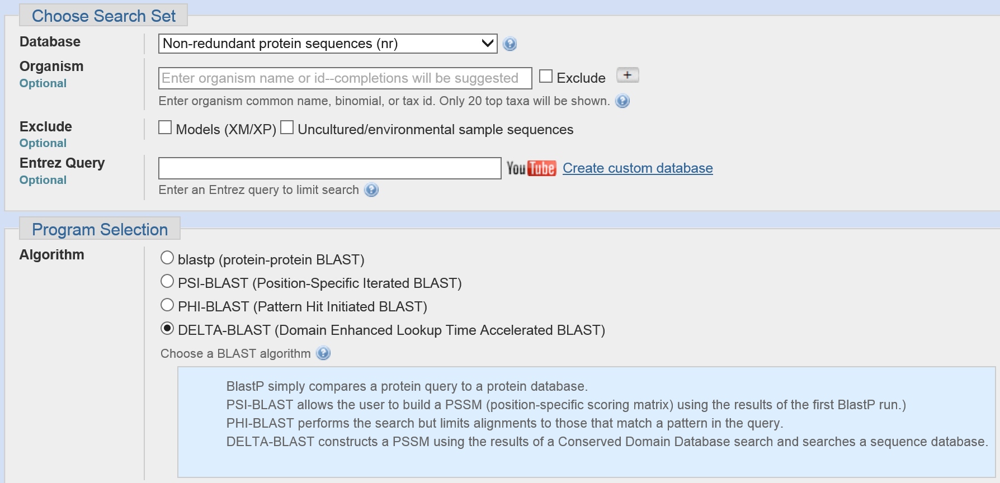 Choose Search Set
Database
Non-redundant protein sequences (nr)
Organism
Optional
Enter organism name or id--completions will be suggested
Exclude
+
Enter organism common name, binomial, or tax id. Only 20 top taxa will be shown.
Exclude
Optional
Models (XM/XP)
Uncultured/environmental sample sequences
Entrez Query
Optional
YouTube
Create custom database
Enter an Entrez query to limit search
Program Selection
Algorithm
blastp (protein-protein BLAST)
PSI-BLAST (Position-Specific Iterated BLAST)
PHI-BLAST (Pattern Hit Initiated BLAST)
DELTA-BLAST (Domain Enhanced Lookup Time Accelerated BLAST)
Choose a BLAST algorithm
BlastP simply compares a protein query to a protein database.
PSI-BLAST allows the user to build a PSSM (position-specific scoring matrix) using the results of the first BlastP run.)
PHI-BLAST performs the search but limits alignments to those that match a pattern in the query.
DELTA-BLAST constructs a PSSM using the results of a Conserved Domain Database search and searches a sequence database.